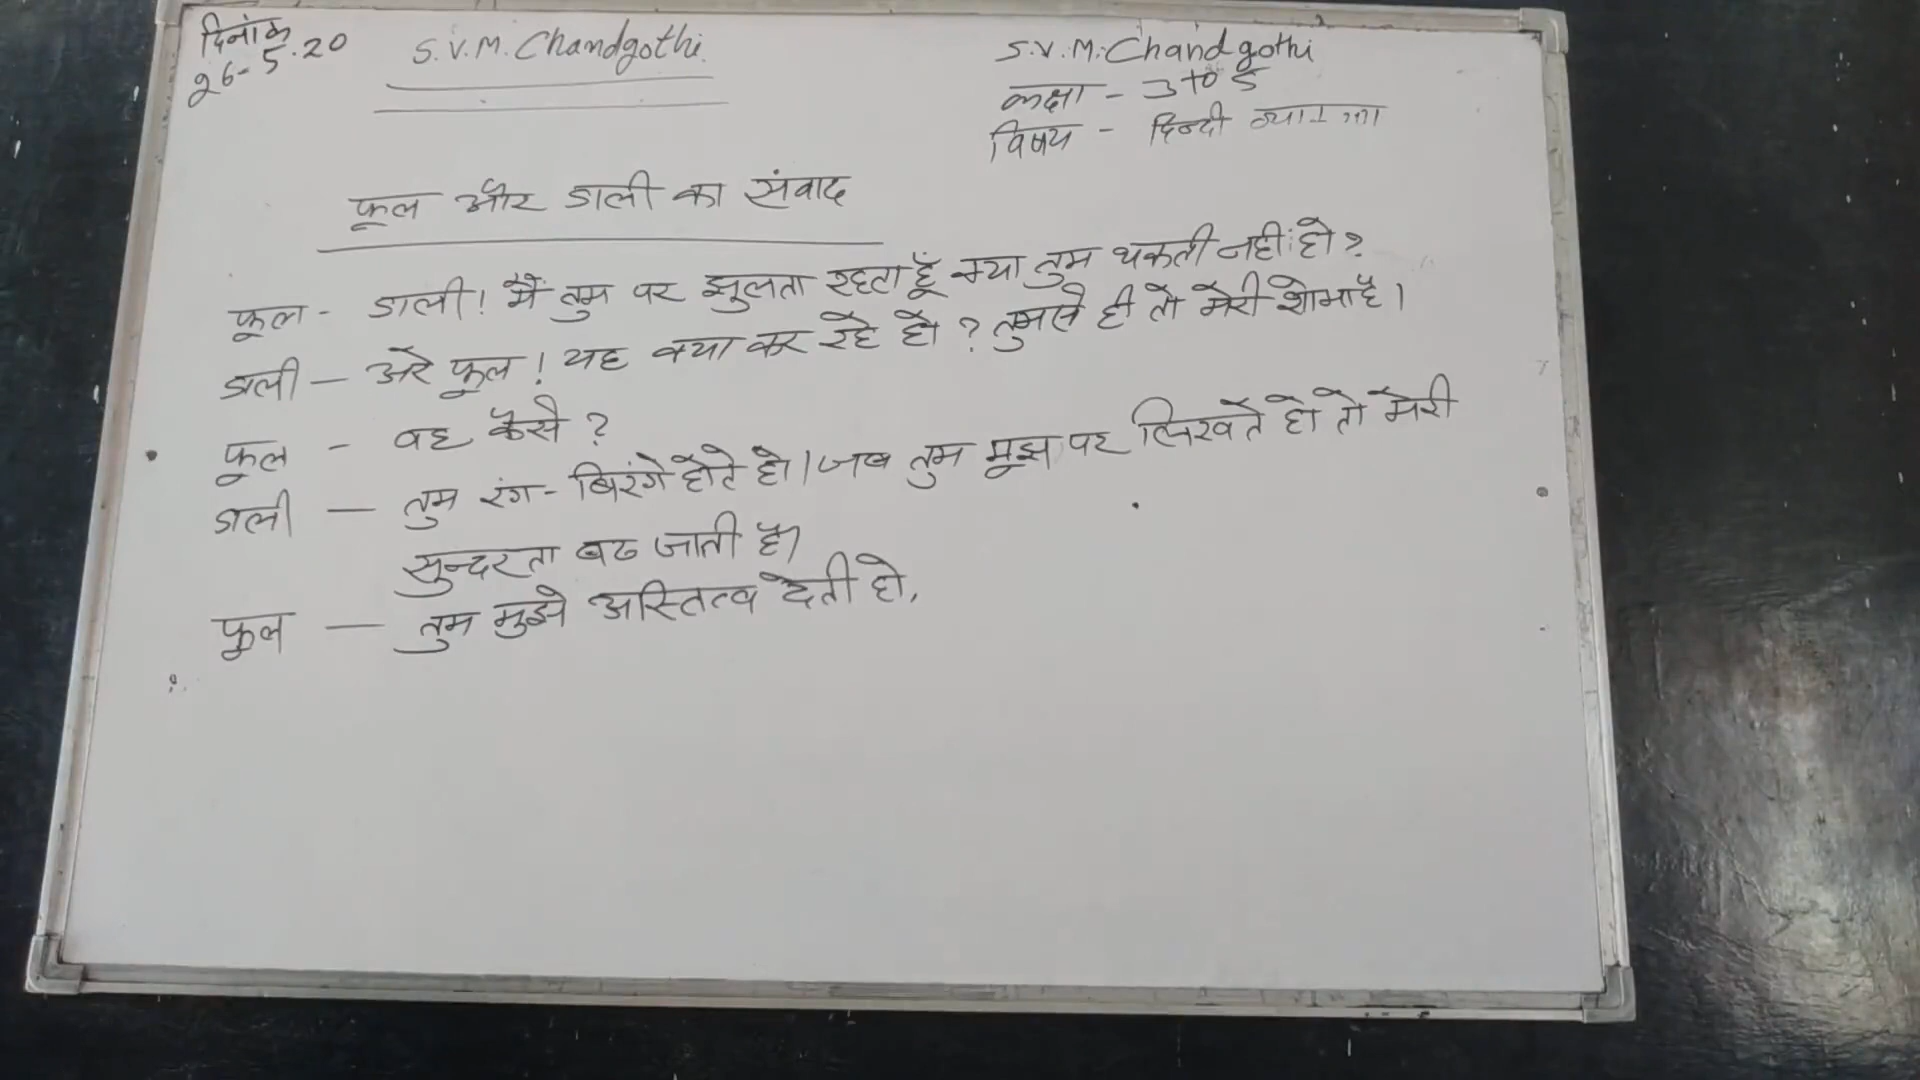 दिनांक
26-5.20
S.V.M. Chandgothi
S.V.M. Chandgothi
कक्षा - 3 to 5
विषय - हिन्दी
फूल और डाली का संवाद
फूल - डाली! मैं तुम पर झुलता रहता हूँ क्या तुम थकती नहीं हो?
डाली - अरे फूल! यह क्या कर रहे हो? तुमसे ही तो मेरी शोभा है।
फूल - वह कैसे?
डाली - तुम रंग-बिरंगे होते हो। जब तुम मूझ पर खिलते हो तो मेरी
सुन्दरता बढ जाती है।
फूल - तुम मुझे अस्तित्व देती हो,